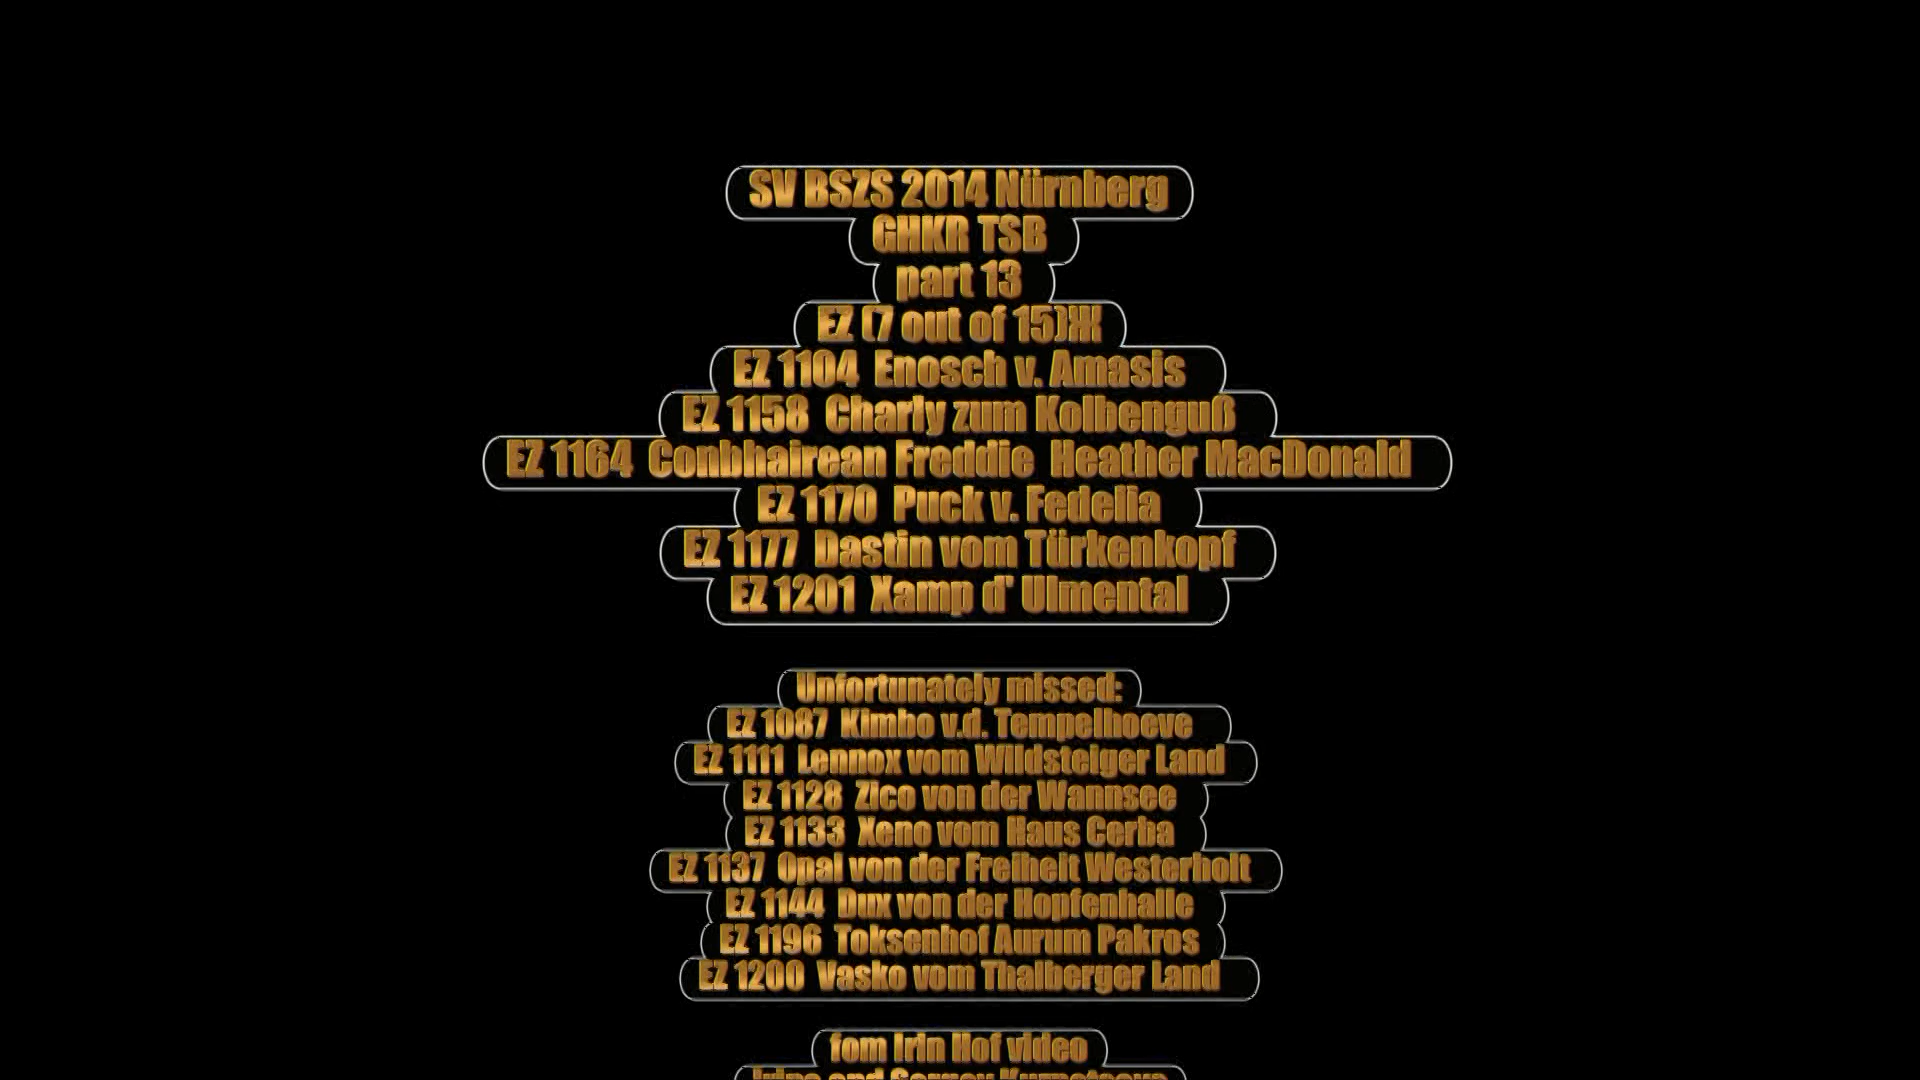 SV BSZS 2014 Nürnberg
GHKR TSB
part 13
EZ (7 out of 15)Ж
EZ 1104 Enosch v. Amasis
EZ 1158 Charly zum Kolbenguß
EZ 1164 Conbhairean Freddie Heather MacDonald
EZ 1170 Puck v. Fedelia
EZ 1177 Dastin vom Türkenkopf
EZ 1201 Xamp d' Ulmental
Unfortunately missed:
EZ 1087 Kimbo v.d. Tempelhoeve
EZ 1111 Lennox vom Wildsteiger Land
EZ 1128 Zico von der Wannsee
EZ 1133 Xeno vom Haus Cerba
EZ 1137 Opal von der Freiheit Westerholt
EZ 1144 Dux von der Hopfenhalle
EZ 1196 Toksenhof Aurum Pakros
EZ 1200 Vasko vom Thalberger Land
fom Irin Hof video
and Sergey